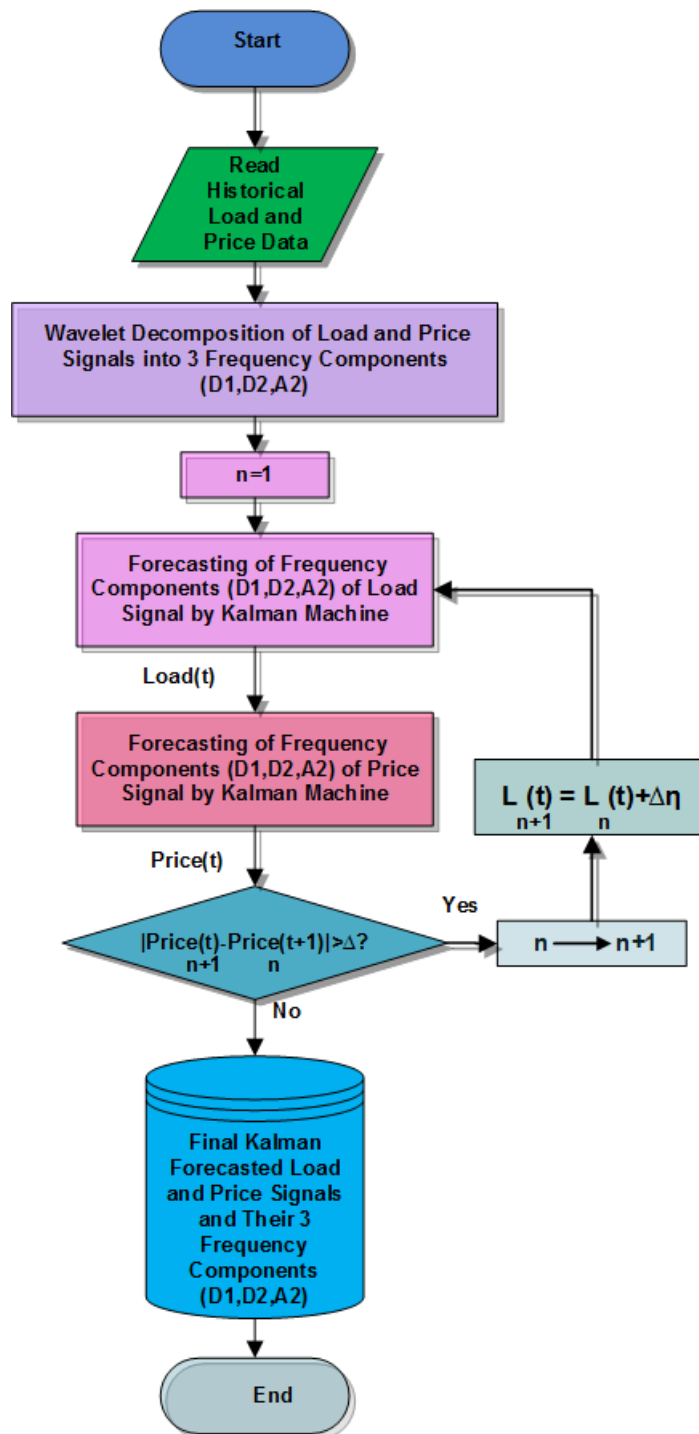 Start
Read
Historical
Load and
Price Data
Wavelet Decomposition of Load and Price
Signals into 3 Frequency Components
(D1,D2,A2)
n=1
Forecasting of Frequency
Components (D1,D2,A2) of Load
Signal by Kalman Machine
Load(t)
Forecasting of Frequency
Components (D1,D2,A2) of Price
Signal by Kalman Machine
L (t) = L (t)+Δη
n+1 n
Price(t)
Yes
|Price(t)-Price(t+1)|>Δ?
n+1 n
n n+1
No
Final Kalman
Forecasted Load
and Price Signals
and Their 3
Frequency
Components
(D1,D2,A2)
End